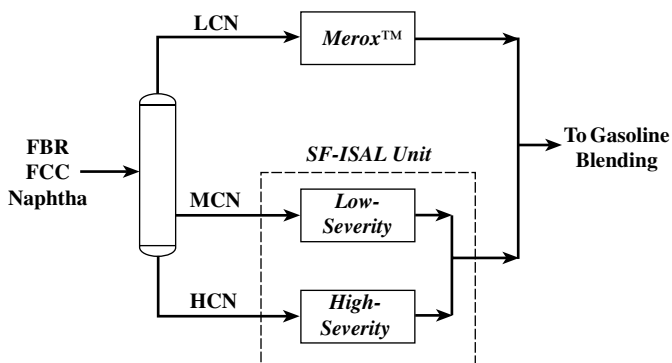 LCN
Merox™
FBR
FCC
Naphtha
SF-ISAL Unit
To Gasoline
Blending
MCN
Low-
Severity
HCN
High-
Severity